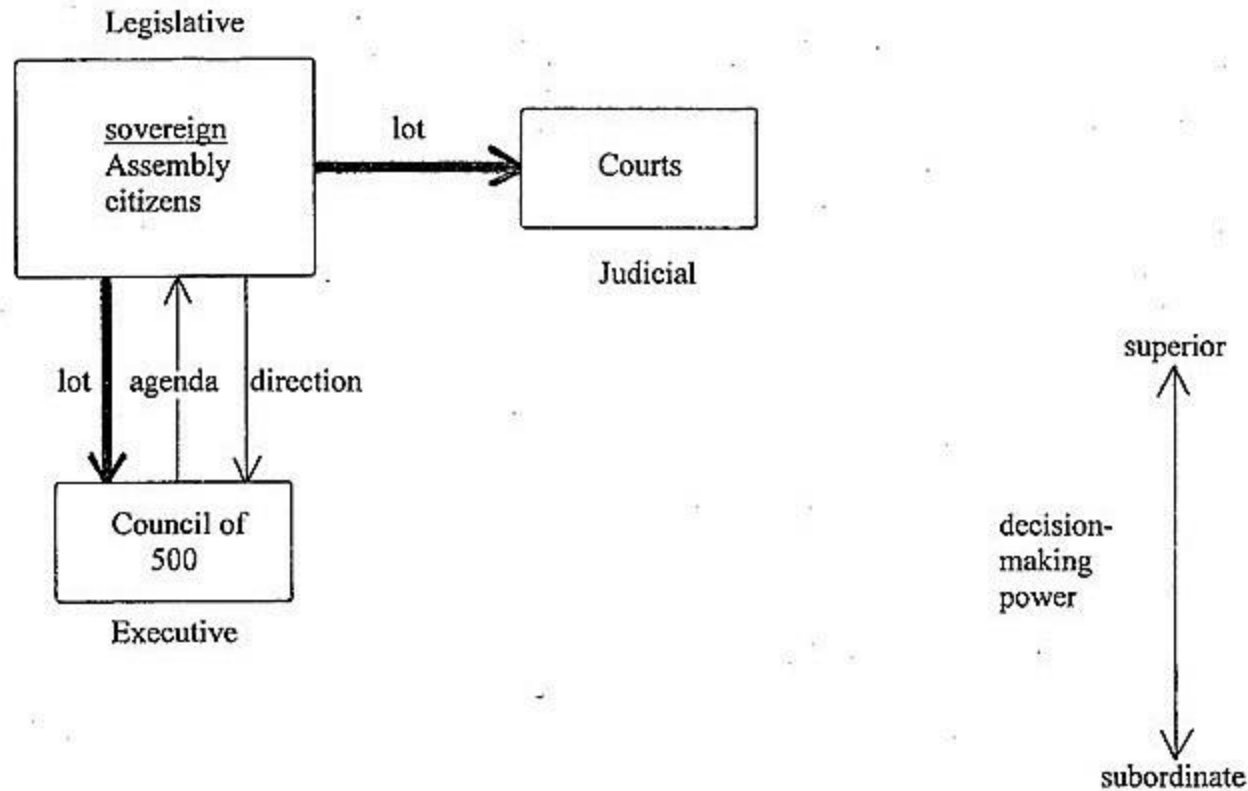 Legislative
sovereign
Assembly
citizens
lot
Courts
Judicial
lot
agenda
direction
Council of
500
Executive
superior
decision-
making
power
subordinate